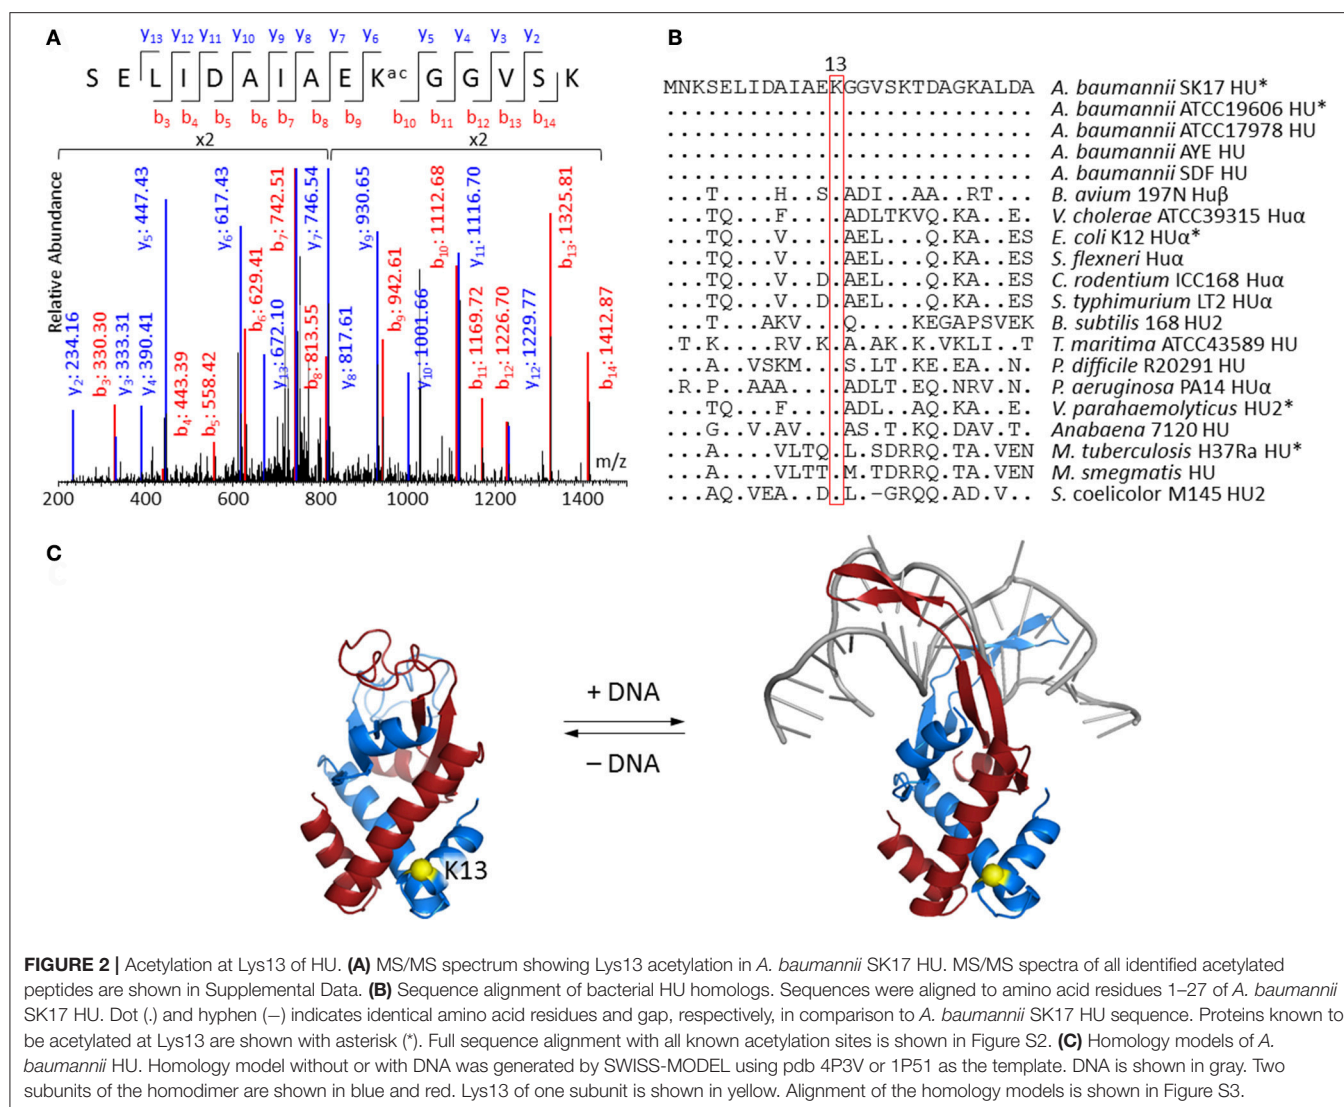 A
y13 y12 y11 y10 y9 y8 y7 y6 y5 y4 y3 y2
S E L I D A I A E Kac G G V S K
b3 b4 b5 b6 b7 b8 b9 b10 b11 b12 b13 b14
x2 x2
Relative Abundance
y2: 234.16
b3: 330.30
y3: 333.31
y4: 390.41
b4: 443.39
y5: 447.43
b5: 558.42
y6: 617.43
b6: 629.41
y13: 672.10
b7: 742.51
y7: 746.54
b8: 813.55
y8: 817.61
y9: 930.65
b9: 942.61
y10: 1001.66
b10: 1112.68
y11: 1116.70
b11: 1169.72
b12: 1226.70
y12: 1229.77
b13: 1325.81
b14: 1412.87
m/z
200 400 600 800 1000 1200 1400
B
13
MNKSELIDAIAEKGGVSKTDAGKALDA A. baumannii SK17 HU*
........................... A. baumannii ATCC19606 HU*
........................... A. baumannii ATCC17978 HU
........................... A. baumannii AYE HU
........................... A. baumannii SDF HU
...T....H..S.ADI..AA..RT... B. avium 197N Huβ
...TQ...F....ADLTKVQ.KA..E. V. cholerae ATCC39315 Huα
...TQ...V....AEL...Q.KA..ES E. coli K12 HUα*
...TQ...V....AEL...Q.KA..ES S. flexneri Huα
...TQ...V..D.AEL...Q.KA..ES C. rodentium ICC168 Huα
...TQ...V..D.AEL...Q.KA..ES S. typhimurium LT2 HUα
...T...AKV...Q....KEGAPSVEK B. subtilis 168 HU2
.T.K....RV.K.A.AK.K.VKLI..T T. maritima ATCC43589 HU
...A..VSKM...S.LT.KE.EA..N. P. difficile R20291 HU
.R.P..AAA....ADLT.EQ.NRV.N. P. aeruginosa PA14 HUα
...TQ...F....ADL.AQ.KA..E. V. parahaemolyticus HU2*
...G..V.AV...AS.T.KQ.DAV.T. Anabaena 7120 HU
...A....VLTQ.L.SDRRQ.TA.VEN M. tuberculosis H37Ra HU*
...A....VLTT.M.TDRRQ.TA.VEN M. smegmatis HU
...AQ.VEA..D.L.–GRQQ.AD.V.. S. coelicolor M145 HU2
C
+ DNA
– DNA
K13
FIGURE 2 | Acetylation at Lys13 of HU. (A) MS/MS spectrum showing Lys13 acetylation in A. baumannii SK17 HU. MS/MS spectra of all identified acetylated
peptides are shown in Supplemental Data. (B) Sequence alignment of bacterial HU homologs. Sequences were aligned to amino acid residues 1–27 of A. baumannii
SK17 HU. Dot (.) and hyphen (–) indicates identical amino acid residues and gap, respectively, in comparison to A. baumannii SK17 HU sequence. Proteins known to
be acetylated at Lys13 are shown with asterisk (*). Full sequence alignment with all known acetylation sites is shown in Figure S2. (C) Homology models of A.
baumannii HU. Homology model without or with DNA was generated by SWISS-MODEL using pdb 4P3V or 1P51 as the template. DNA is shown in gray. Two
subunits of the homodimer are shown in blue and red. Lys13 of one subunit is shown in yellow. Alignment of the homology models is shown in Figure S3.